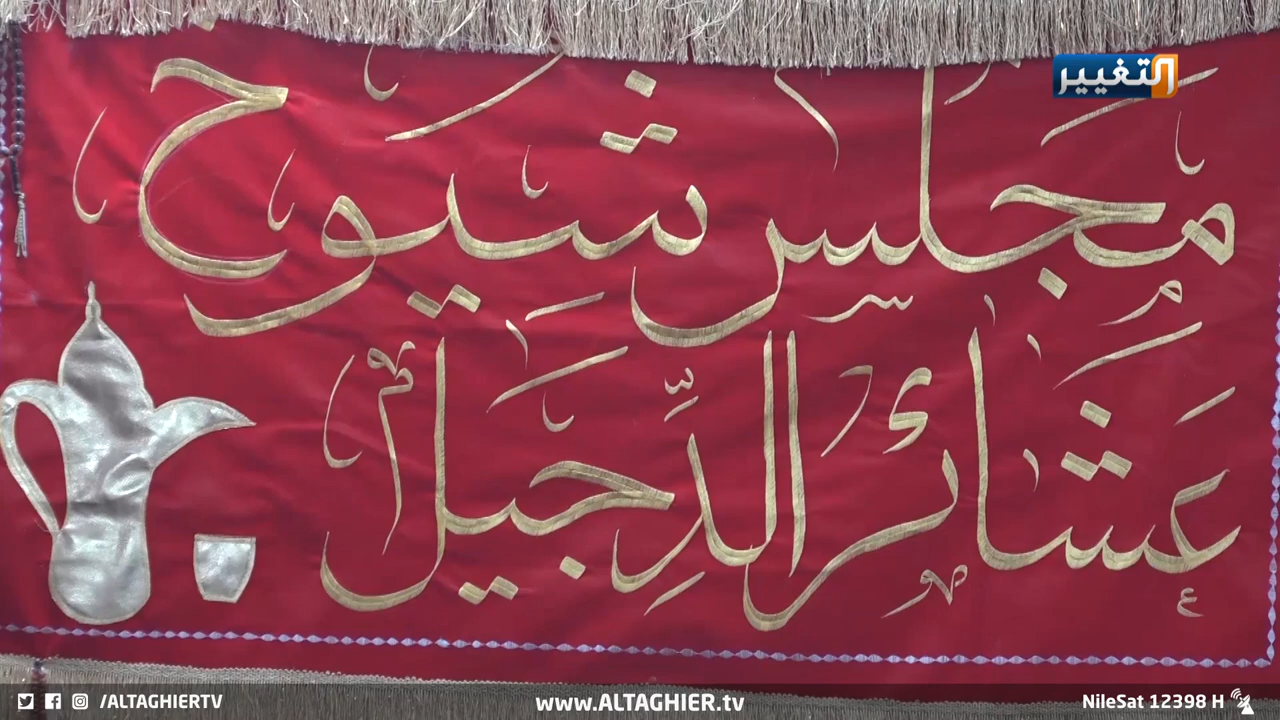 التغيير
مجلس شيوخ
عشائر الدجيل
/ALTAGHIERTV
www.ALTAGHIER.tv
NileSat 12398 H